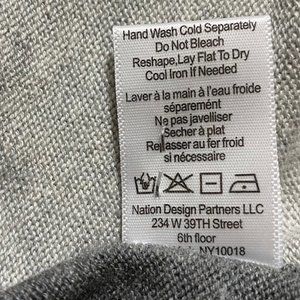 Hand Wash Cold Separately
Do Not Bleach
Reshape,Lay Flat To Dry
Cool Iron If Needed
Laver à la main à l'eau froide
séparemént
Ne pas javelliser
Secher à plat
Repasser au fer froid
si nécessaire
Nation Design Partners LLC
234 W 39TH Street
6th floor
NY10018